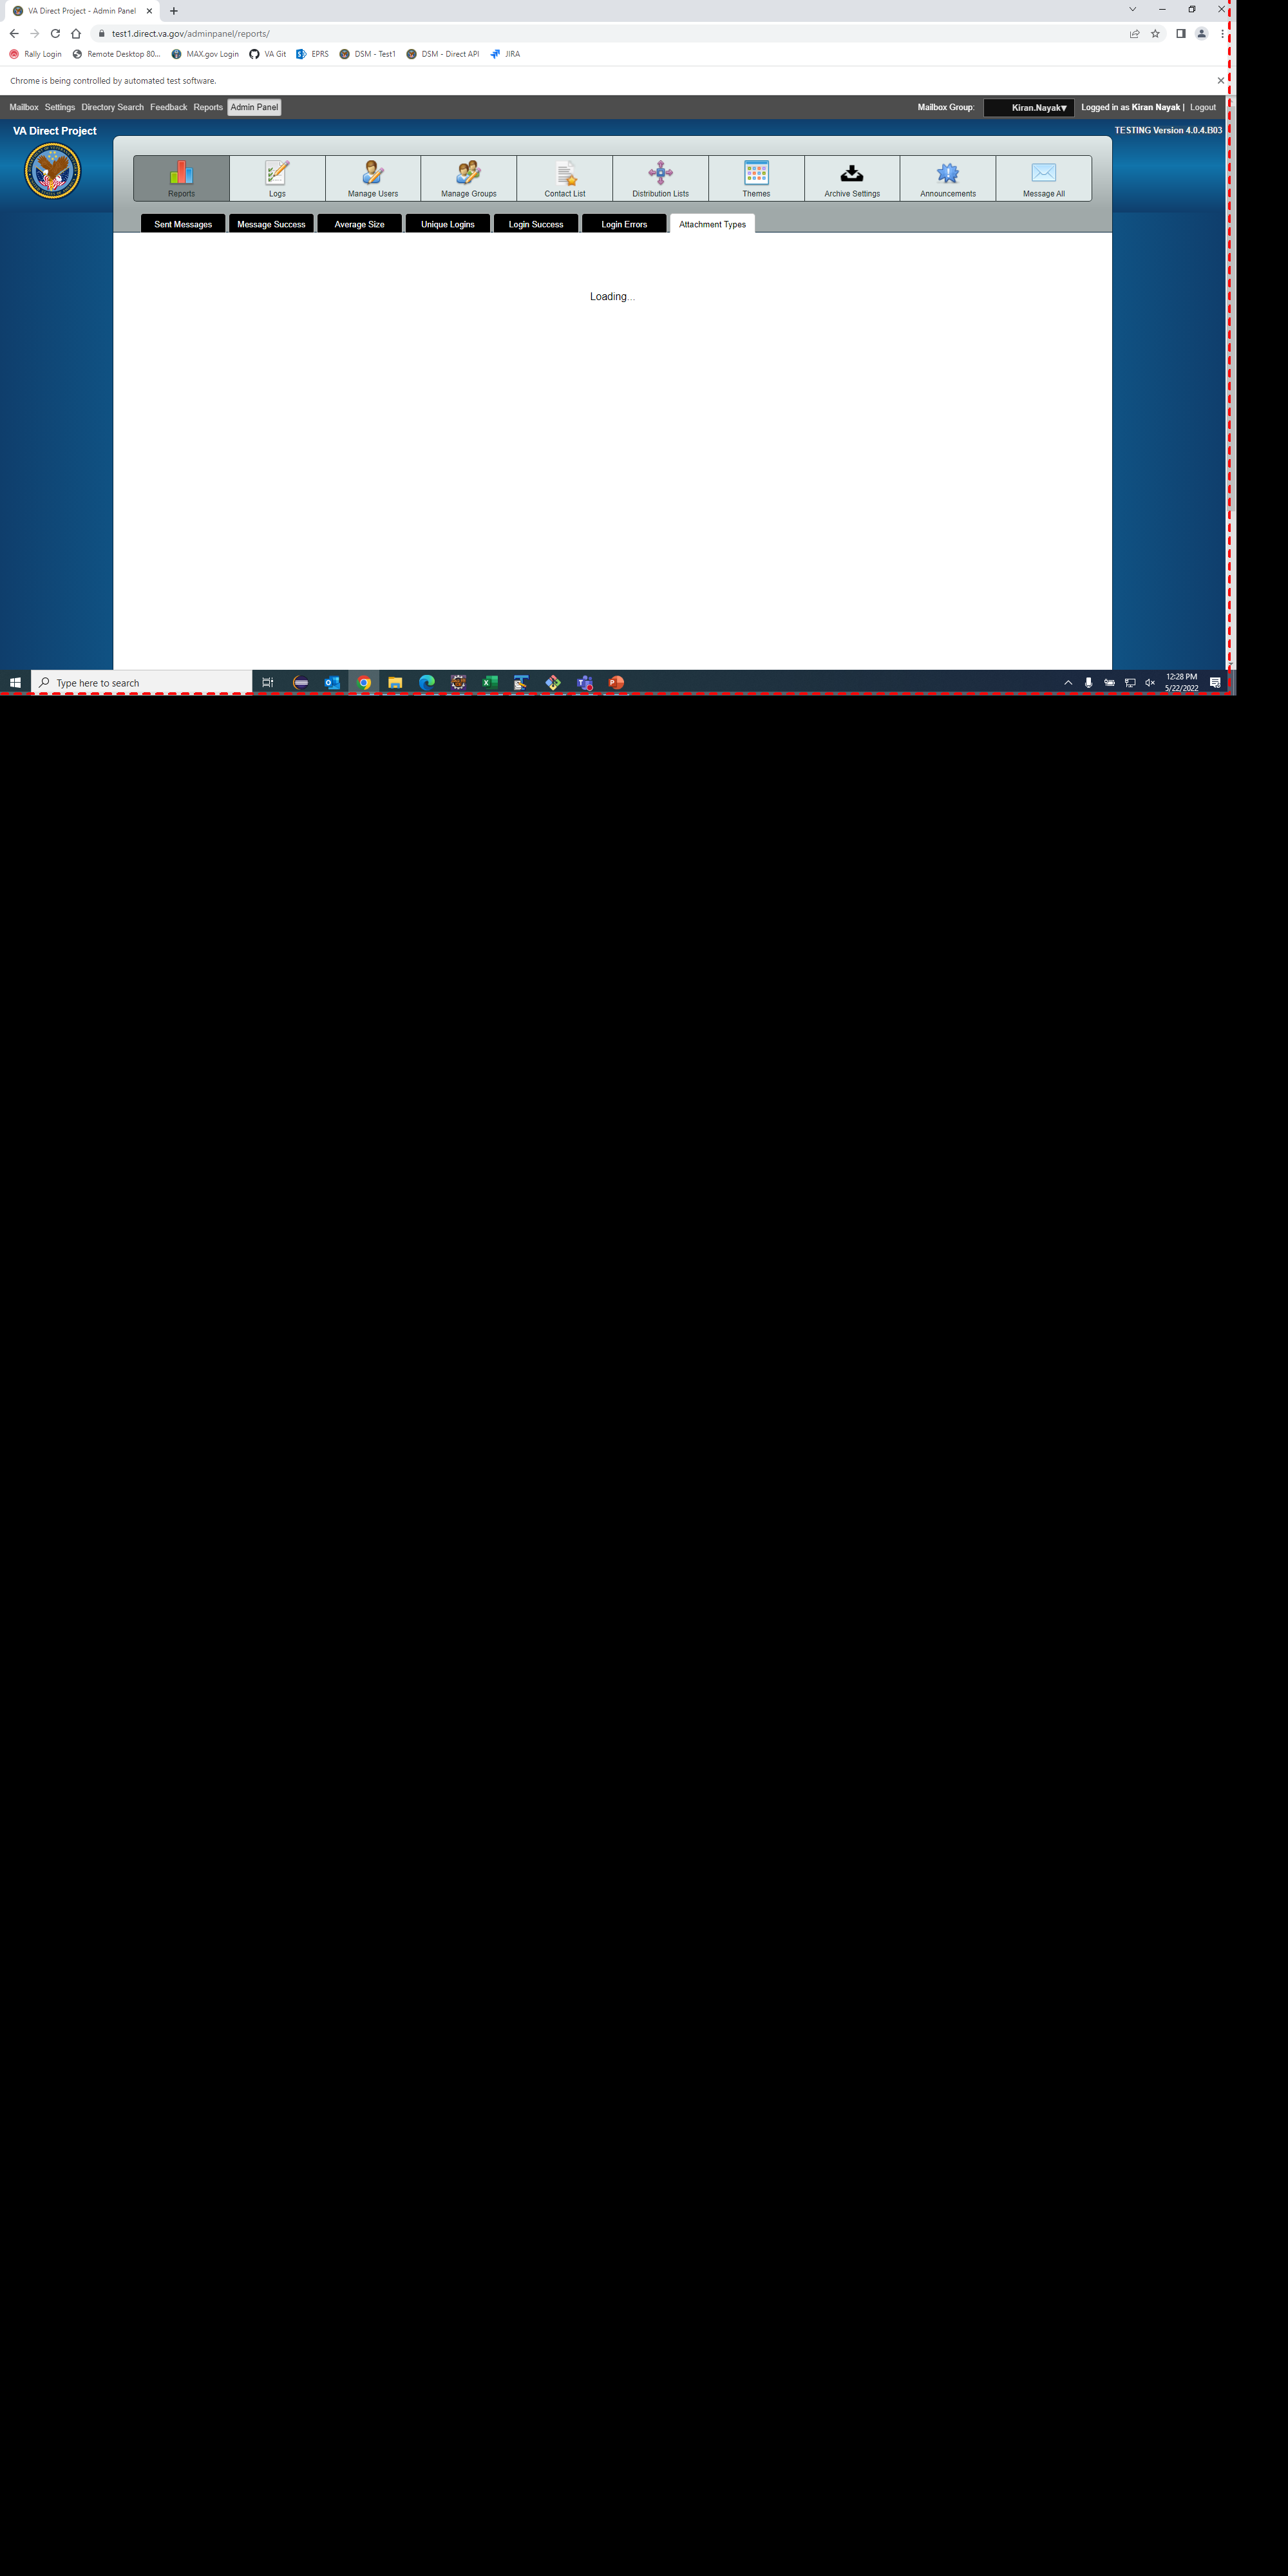 VA Direct Project - Admin Panel
test1.direct.va.gov/adminpanel/reports/
Rally Login Remote Desktop 80... MAX.gov Login VA Git EPRS DSM - Test1 DSM - Direct API JIRA
Chrome is being controlled by automated test software.
Mailbox Settings Directory Search Feedback Reports Admin Panel Mailbox Group: Kiran.Nayak▼ Logged in as Kiran Nayak | Logout
VA Direct Project TESTING Version 4.0.4.B03
Reports Logs Manage Users Manage Groups Contact List Distribution Lists Themes Archive Settings Announcements Message All
Sent Messages Message Success Average Size Unique Logins Login Success Login Errors Attachment Types
Loading...
Type here to search
12:28 PM
5/22/2022